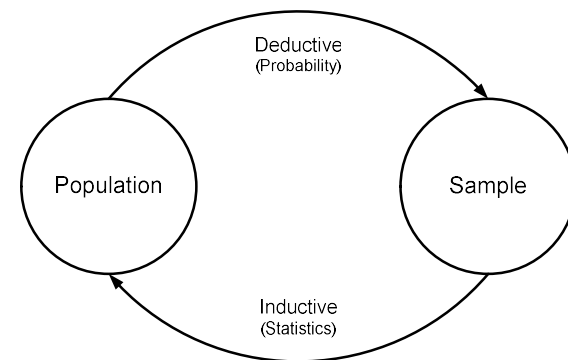 Deductive
(Probability)
Population
Sample
Inductive
(Statistics)